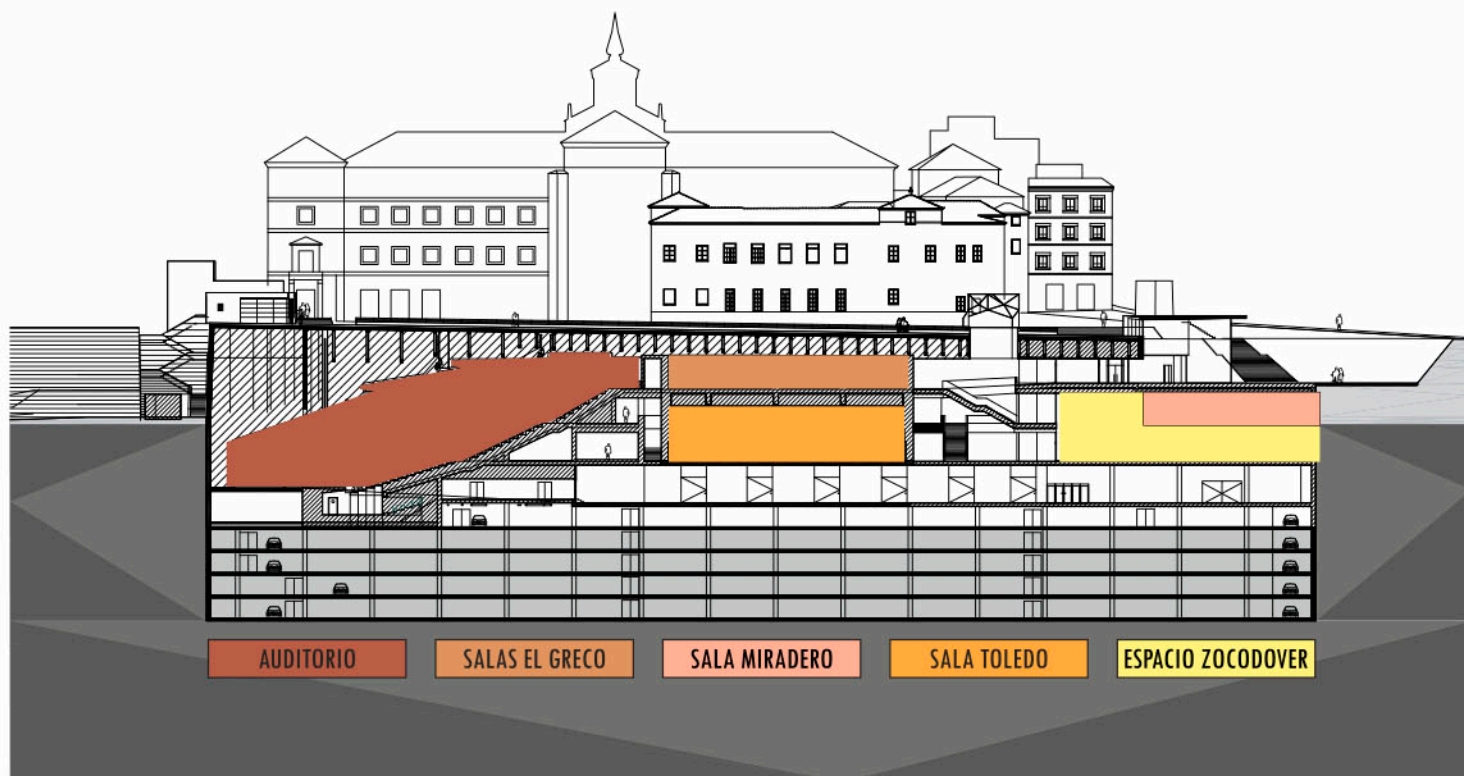 AUDITORIO
SALAS EL GRECO
SALA MIRADERO
SALA TOLEDO
ESPACIO ZOCODOVER